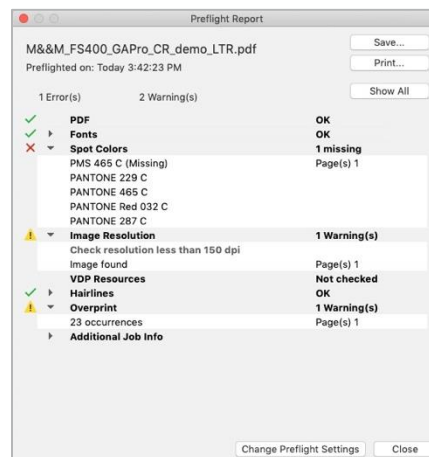 Preflight Report
M&&M_FS400_GAPro_CR_demo_LTR.pdf
Save...
Preflighted on: Today 3:42:23 PM
Print...
1 Error(s) 2 Warning(s)
Show All
PDF OK
Fonts OK
Spot Colors 1 missing
PMS 465 C (Missing) Page(s) 1
PANTONE 229 C
PANTONE 465 C
PANTONE Red 032 C
PANTONE 287 C
Image Resolution 1 Warning(s)
Check resolution less than 150 dpi
Image found Page(s) 1
VDP Resources Not checked
Hairlines OK
Overprint 1 Warning(s)
23 occurrences Page(s) 1
Additional Job Info
Change Preflight Settings Close